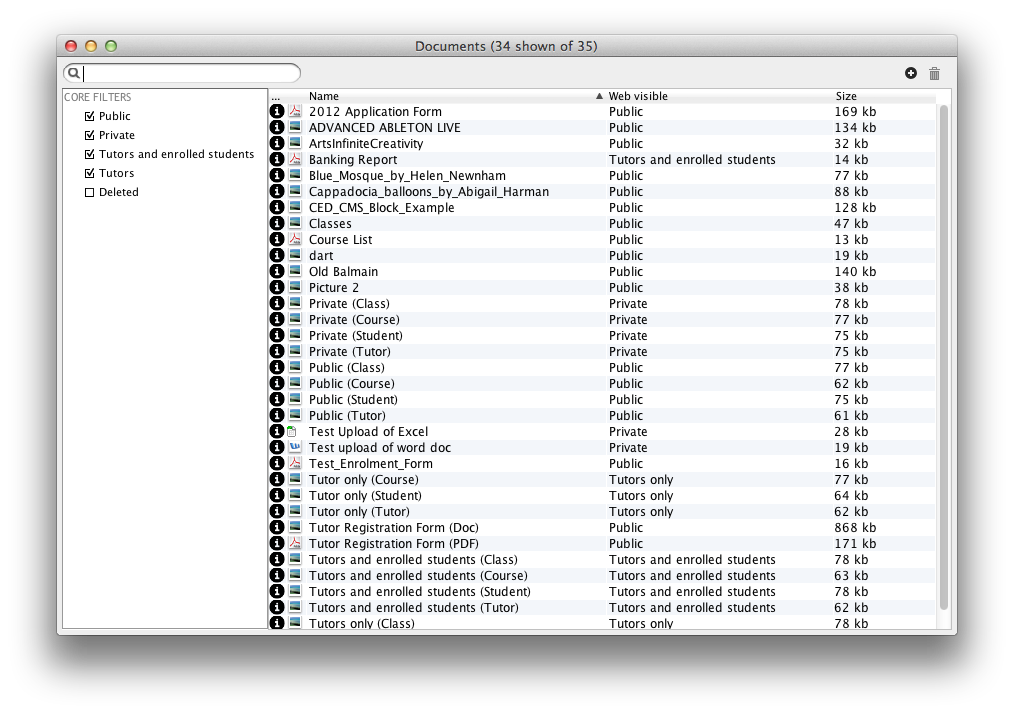 Documents (34 shown of 35)
CORE FILTERS
Public
Private
Tutors and enrolled students
Tutors
Deleted
... Name Web visible Size
2012 Application Form Public 169 kb
ADVANCED ABLETON LIVE Public 134 kb
ArtsInfiniteCreativity Public 32 kb
Banking Report Tutors and enrolled students 14 kb
Blue_Mosque_by_Helen_Newnham Public 77 kb
Cappadocia_balloons_by_Abigail_Harman Public 88 kb
CED_CMS_Block_Example Public 128 kb
Classes Public 47 kb
Course List Public 13 kb
dart Public 19 kb
Old Balmain Public 140 kb
Picture 2 Public 38 kb
Private (Class) Private 78 kb
Private (Course) Private 77 kb
Private (Student) Private 75 kb
Private (Tutor) Private 75 kb
Public (Class) Public 77 kb
Public (Course) Public 62 kb
Public (Student) Public 75 kb
Public (Tutor) Public 61 kb
Test Upload of Excel Private 28 kb
Test upload of word doc Private 19 kb
Test_Enrolment_Form Public 16 kb
Tutor only (Course) Tutors only 77 kb
Tutor only (Student) Tutors only 64 kb
Tutor only (Tutor) Tutors only 62 kb
Tutor Registration Form (Doc) Public 868 kb
Tutor Registration Form (PDF) Public 171 kb
Tutors and enrolled students (Class) Tutors and enrolled students 78 kb
Tutors and enrolled students (Course) Tutors and enrolled students 63 kb
Tutors and enrolled students (Student) Tutors and enrolled students 78 kb
Tutors and enrolled students (Tutor) Tutors and enrolled students 62 kb
Tutors only (Class) Tutors only 78 kb